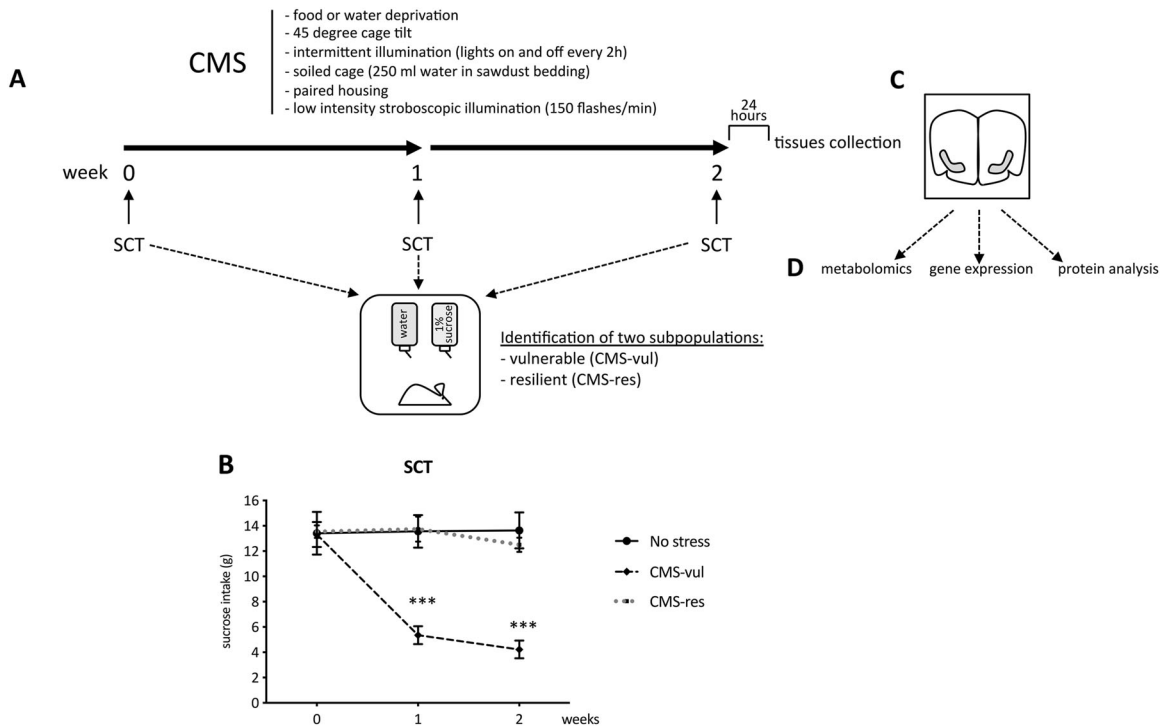 A
CMS
- food or water deprivation
- 45 degree cage tilt
- intermittent illumination (lights on and off every 2h)
- soiled cage (250 ml water in sawdust bedding)
- paired housing
- low intensity stroboscopic illumination (150 flashes/min)
24
hours
tissues collection
week 0 1 2
SCT SCT SCT
water
1%
sucrose
Identification of two subpopulations:
- vulnerable (CMS-vul)
- resilient (CMS-res)
C
D
metabolomics gene expression protein analysis
B
SCT
sucrose intake (g)
16
14
12
10
8
6
4
2
0
***
***
0 1 2 weeks
No stress
CMS-vul
CMS-res